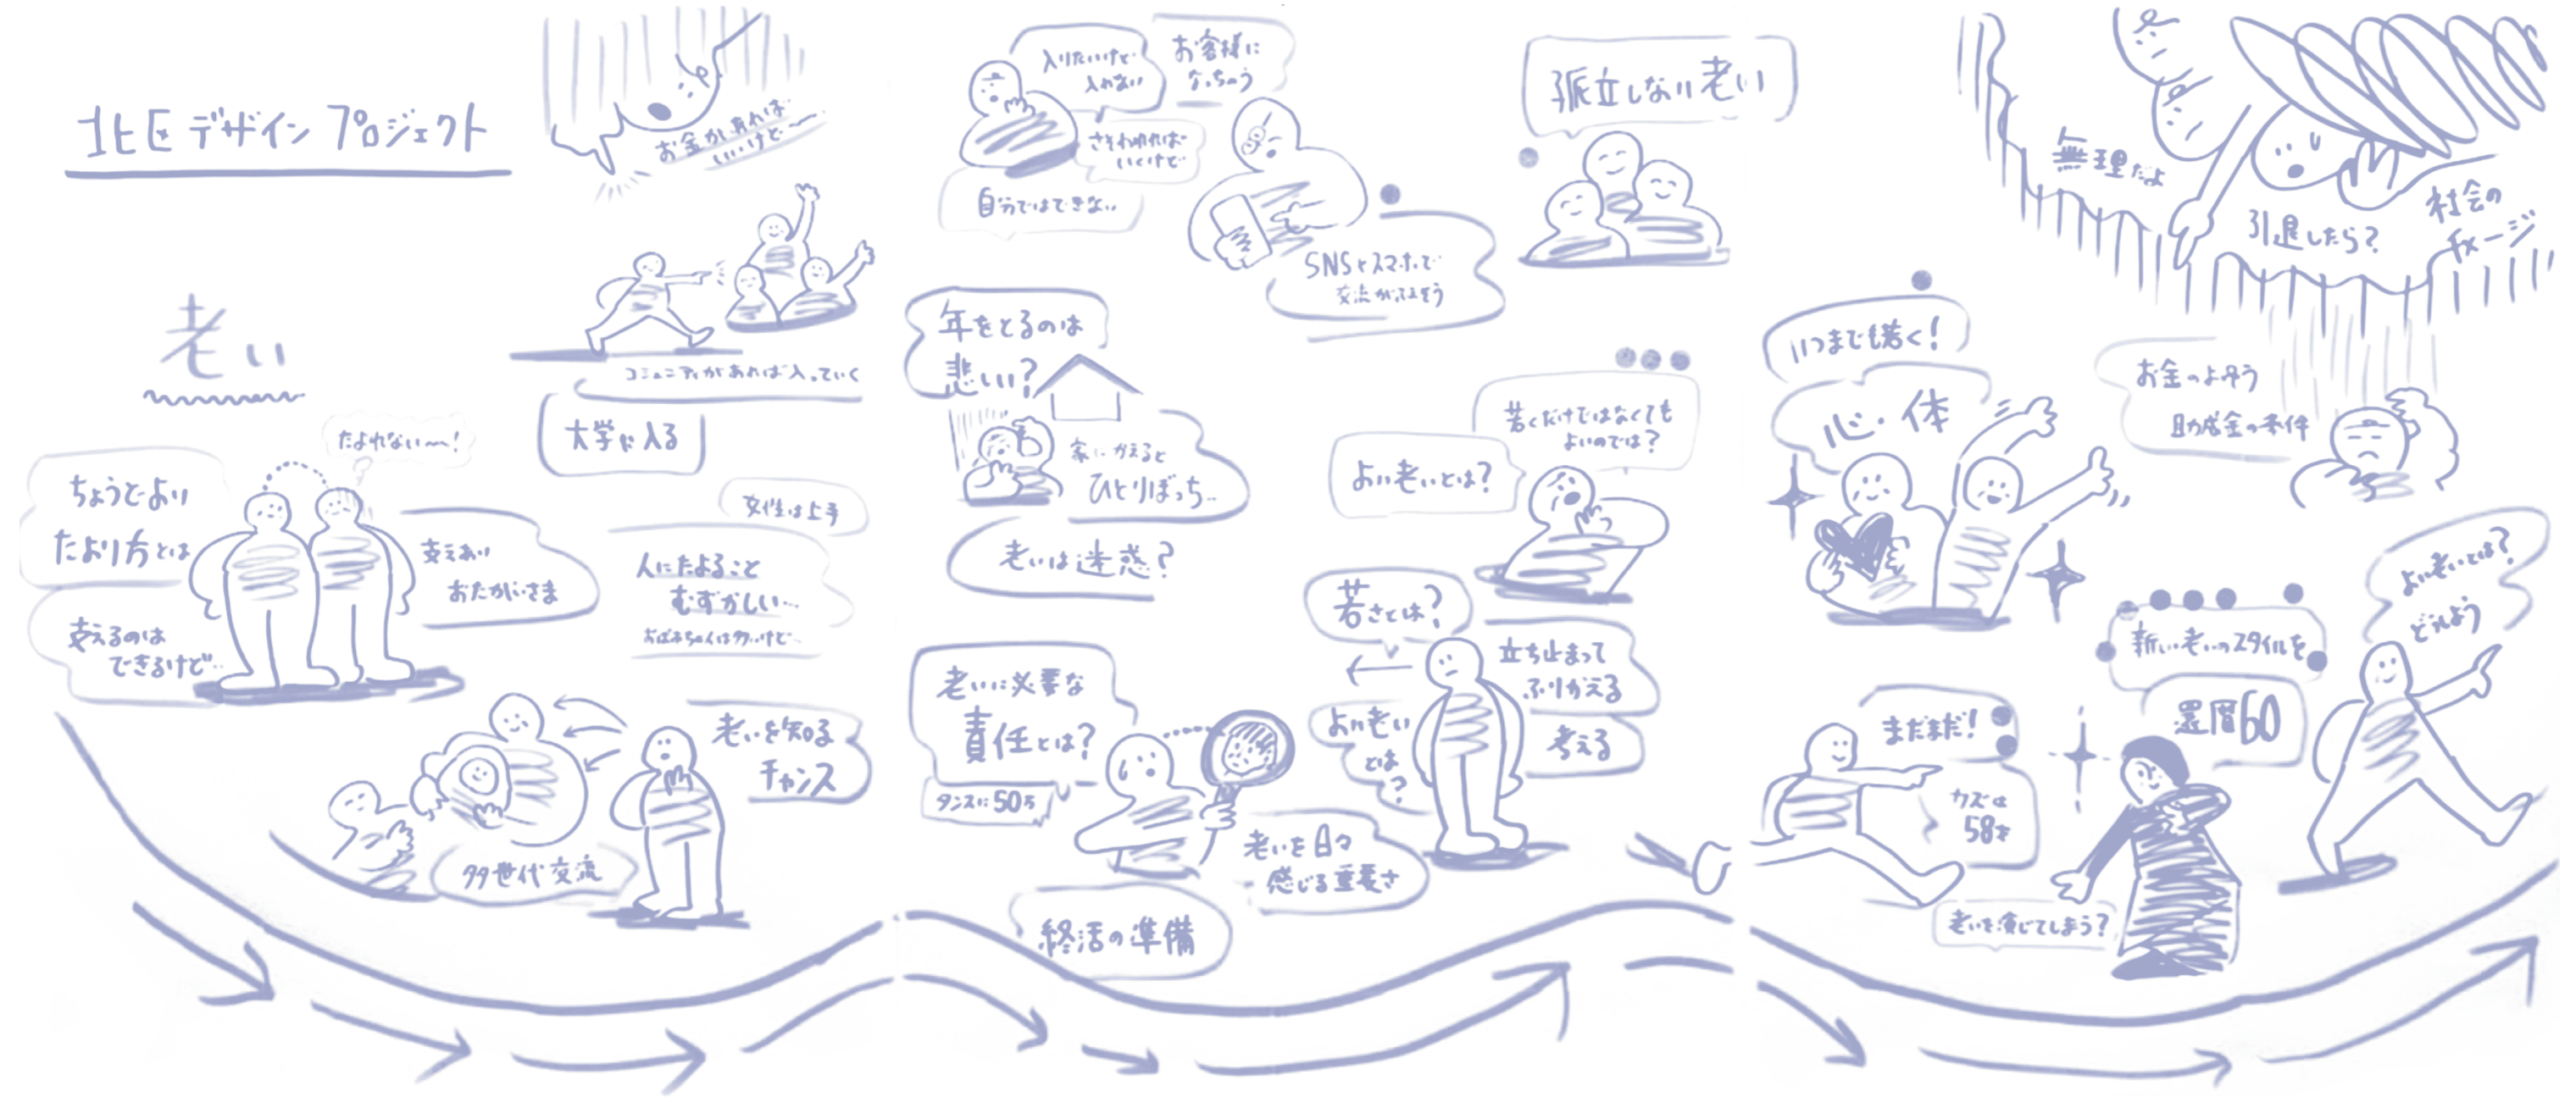 北区デザインプロジェクト
老い
お金があれば
いいけど〜〜
コミュニティがあれば入っていく
大学に入る
たよれない〜〜!
ちょうどよい
たより方とは
支えるのは
できるけど…
支えあい
おたがいさま
女性は上手
人にたよること
むずかしい…
おばあちゃんは多いけど…
老いを知る
チャンス
多世代交流
入りたいけど
入れない
お客様に
なっちゃう
さそわれれば
いくけど
自分ではできない
SNSとスマホで
交流がふえそう
孤立しない老い
年をとるのは
悲しい?
家にかえると
ひとりぼっち…
老いは迷惑?
若くだけではなくても
よいのでは?
よい老いとは?
若さとは?
立ち止まって
ふりかえる
考える
よい老い
とは
?
老いに必要な
責任とは?
タンスに50万
老いを日々
感じる重要さ
終活の準備
無理だよ
引退したら?
社会の
チャージ
いつまでも若く!
心・体
お金のよゆう
助成金の条件
よい老いとは?
どうしよう
新しい老いのスタイルを
還暦60
まだまだ!
カズは
58才
老いを演じてしまう?